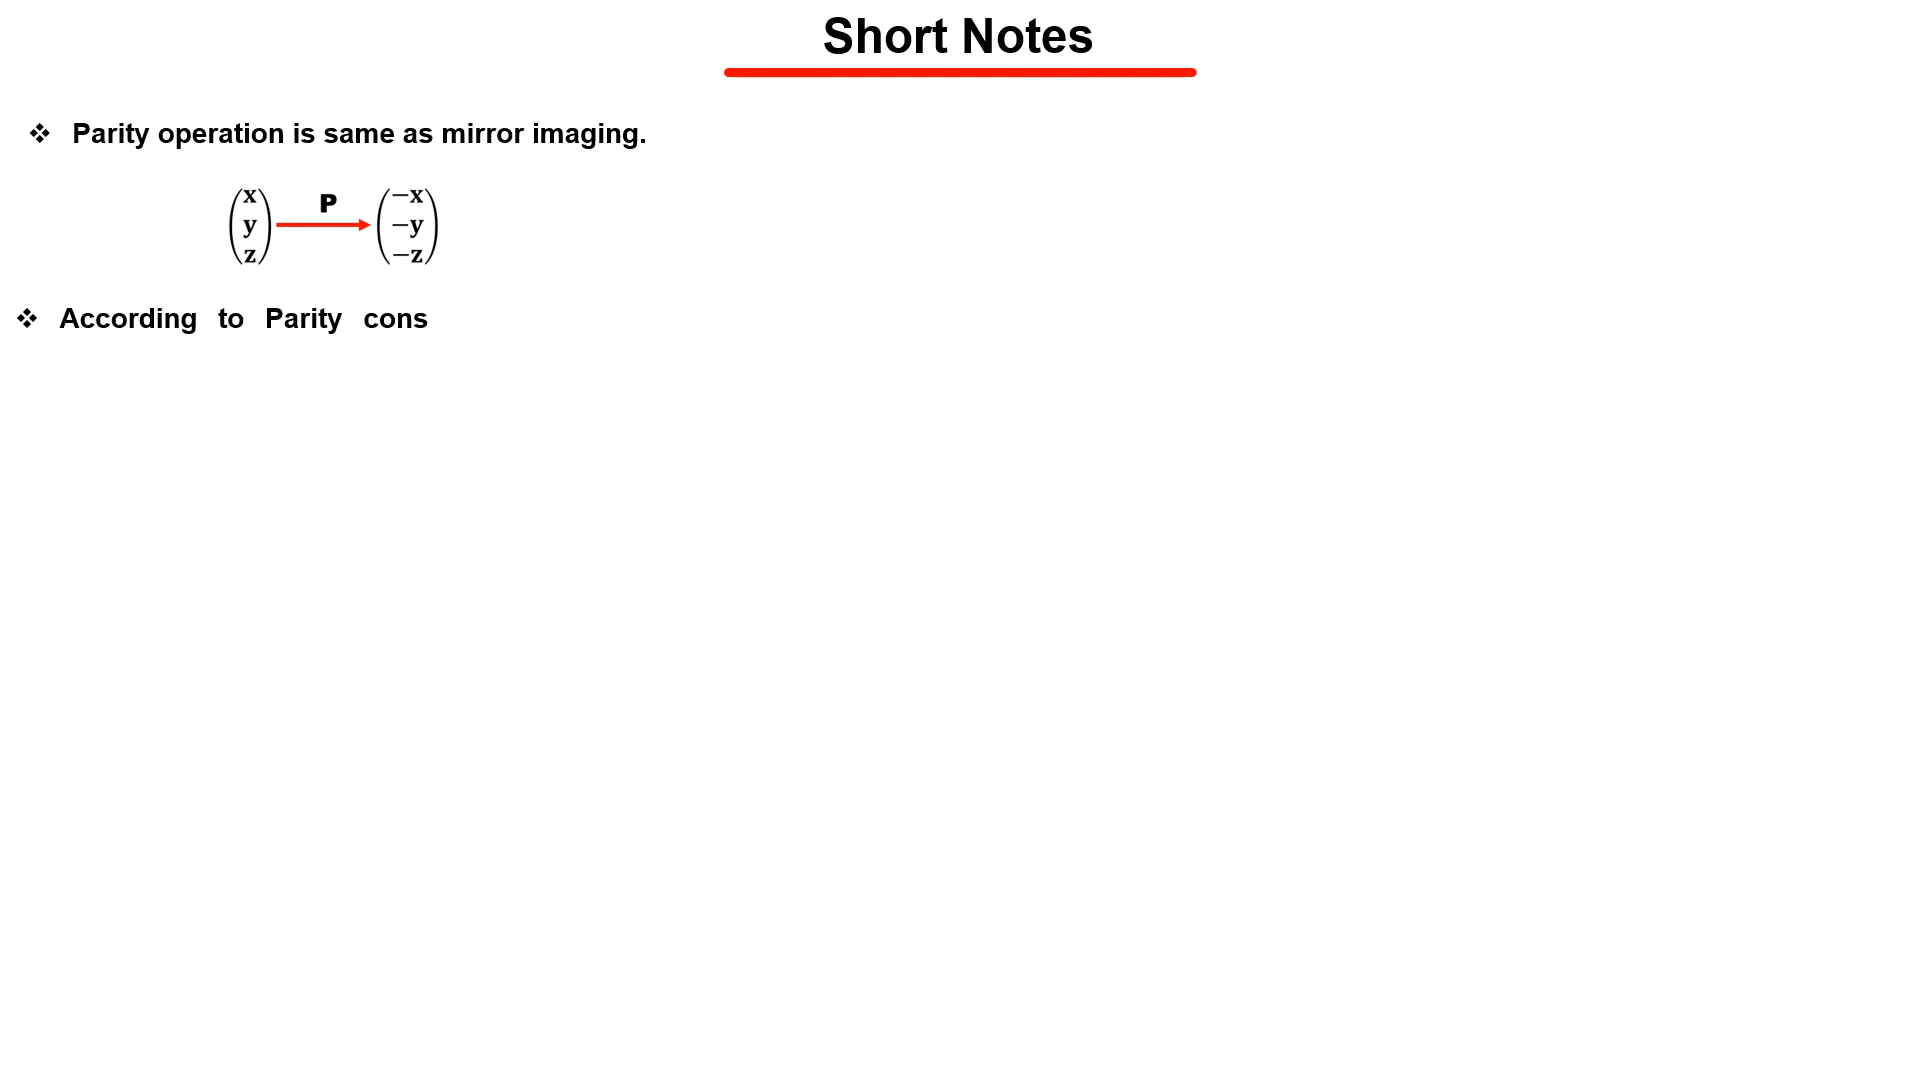 Short Notes
❖ Parity operation is same as mirror imaging.
P
x −x
y −y
z −z
❖ According to Parity cons